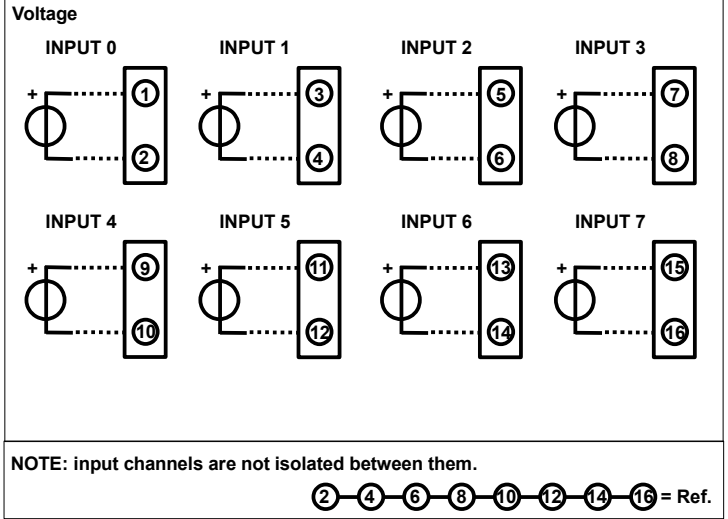 Voltage
INPUT 0 INPUT 1 INPUT 2 INPUT 3
+ 1 + 3 + 5 + 7
2 4 6 8
INPUT 4 INPUT 5 INPUT 6 INPUT 7
+ 9 + 11 + 13 + 15
10 12 14 16
NOTE: input channels are not isolated between them.
2 4 6 8 10 12 14 16 = Ref.